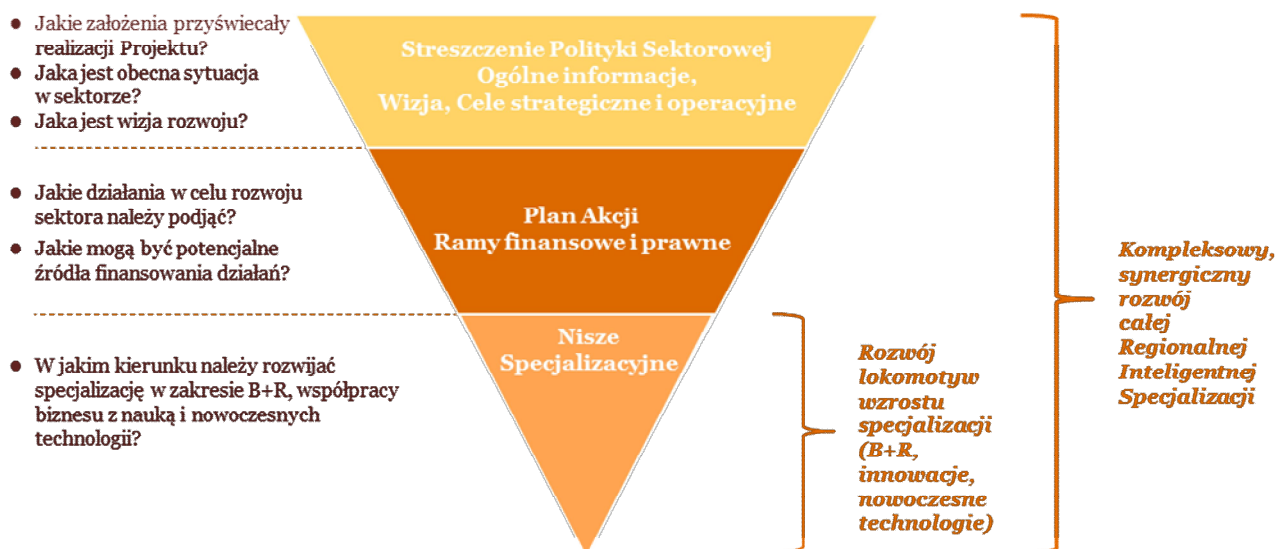 • Jakie założenia przyświecały
realizacji Projektu?
• Jaka jest obecna sytuacja
w sektorze?
• Jaka jest wizja rozwoju?
Streszczenie Polityki Sektorowej
Ogólne informacje,
Wizja, Cele strategiczne i operacyjne
• Jakie działania w celu rozwoju
sektora należy podjąć?
• Jakie mogą być potencjalne
źródła finansowania działań?
Plan Akcji
Ramy finansowe i prawne
• W jakim kierunku należy rozwijać
specjalizację w zakresie B+R, współpracy
biznesu z nauką i nowoczesnych
technologii?
Nisze
Specjalizacyjne
Rozwój
lokomotyw
wzrostu
specjalizacji
(B+R,
innowacje,
nowoczesne
technologie)
Kompleksowy,
synergiczny
rozwój
całej
Regionalnej
Inteligentnej
Specjalizacji